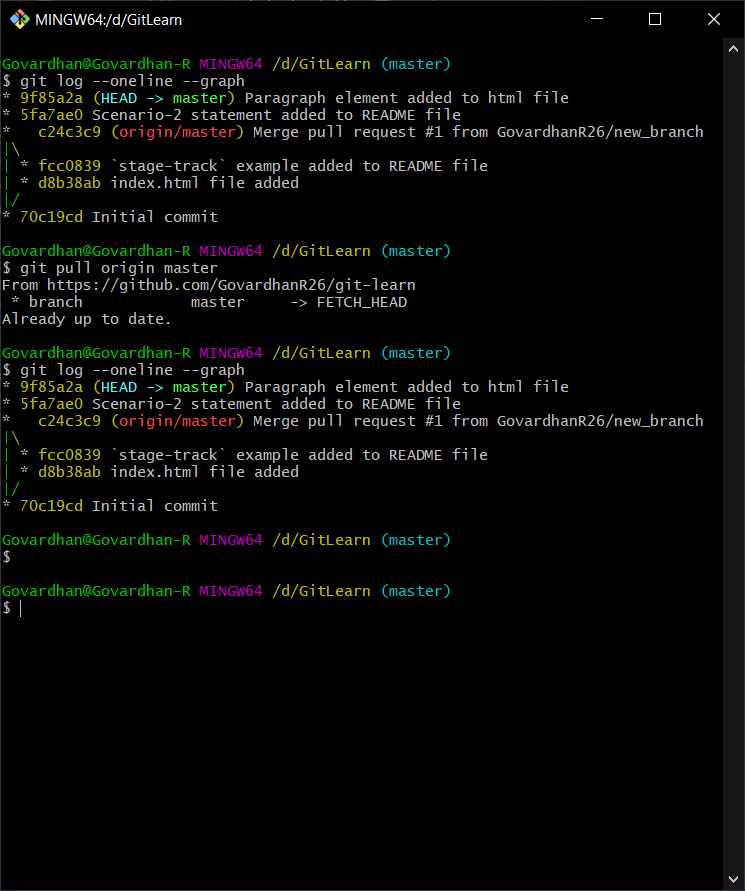 MINGW64:/d/GitLearn
Govardhan@Govardhan-R MINGW64 /d/GitLearn (master)
$ git log --oneline --graph
* 9f85a2a (HEAD -> master) Paragraph element added to html file
* 5fa7ae0 Scenario-2 statement added to README file
*   c24c3c9 (origin/master) Merge pull request #1 from GovardhanR26/new_branch
|\
| * fcc0839 `stage-track` example added to README file
| * d8b38ab index.html file added
|/
* 70c19cd Initial commit
Govardhan@Govardhan-R MINGW64 /d/GitLearn (master)
$ git pull origin master
From https://github.com/GovardhanR26/git-learn
 * branch            master     -> FETCH_HEAD
Already up to date.
Govardhan@Govardhan-R MINGW64 /d/GitLearn (master)
$ git log --oneline --graph
* 9f85a2a (HEAD -> master) Paragraph element added to html file
* 5fa7ae0 Scenario-2 statement added to README file
*   c24c3c9 (origin/master) Merge pull request #1 from GovardhanR26/new_branch
|\
| * fcc0839 `stage-track` example added to README file
| * d8b38ab index.html file added
|/
* 70c19cd Initial commit
Govardhan@Govardhan-R MINGW64 /d/GitLearn (master)
$
Govardhan@Govardhan-R MINGW64 /d/GitLearn (master)
$